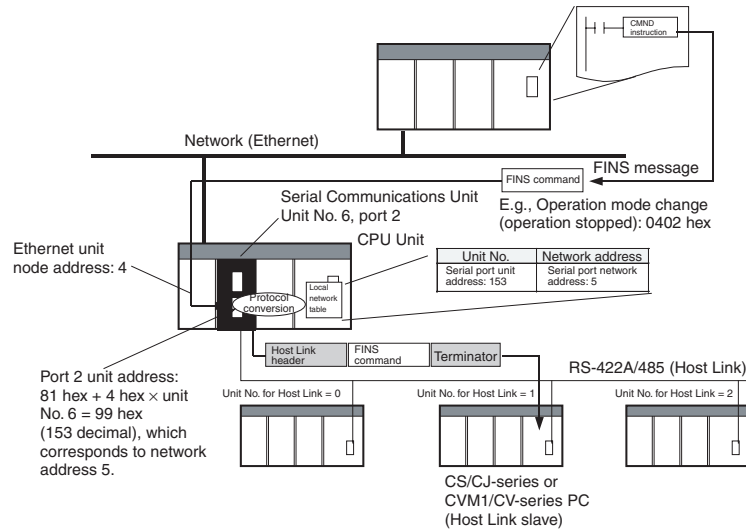 CMND
instruction
Network (Ethernet)
FINS message
FINS command
E.g., Operation mode change
(operation stopped): 0402 hex
Serial Communications Unit
Unit No. 6, port 2
CPU Unit
Ethernet unit
node address: 4
Unit No.
Network address
Serial port unit
address: 153
Serial port network
address: 5
Protocol
conversion
Local
network
table
Host Link
header
FINS
command
Terminator
RS-422A/485 (Host Link)
Port 2 unit address:
81 hex + 4 hex × unit
No. 6 = 99 hex
(153 decimal), which
corresponds to network
address 5.
Unit No. for Host Link = 0
Unit No. for Host Link = 1
Unit No. for Host Link = 2
CS/CJ-series or
CVM1/CV-series PC
(Host Link slave)